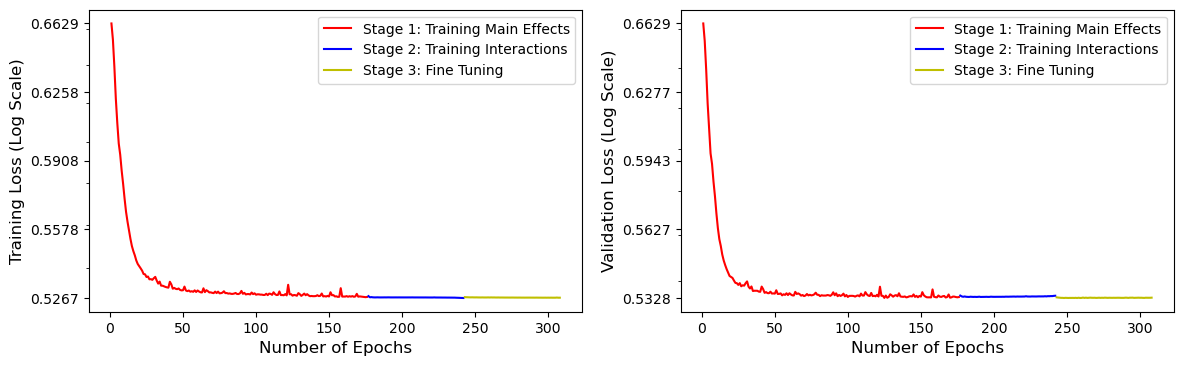 Training Loss (Log Scale)
0.6629
0.6258
0.5908
0.5578
0.5267
Stage 1: Training Main Effects
Stage 2: Training Interactions
Stage 3: Fine Tuning
0
50
100
150
200
250
300
Number of Epochs
Validation Loss (Log Scale)
0.6629
0.6277
0.5943
0.5627
0.5328
Stage 1: Training Main Effects
Stage 2: Training Interactions
Stage 3: Fine Tuning
0
50
100
150
200
250
300
Number of Epochs